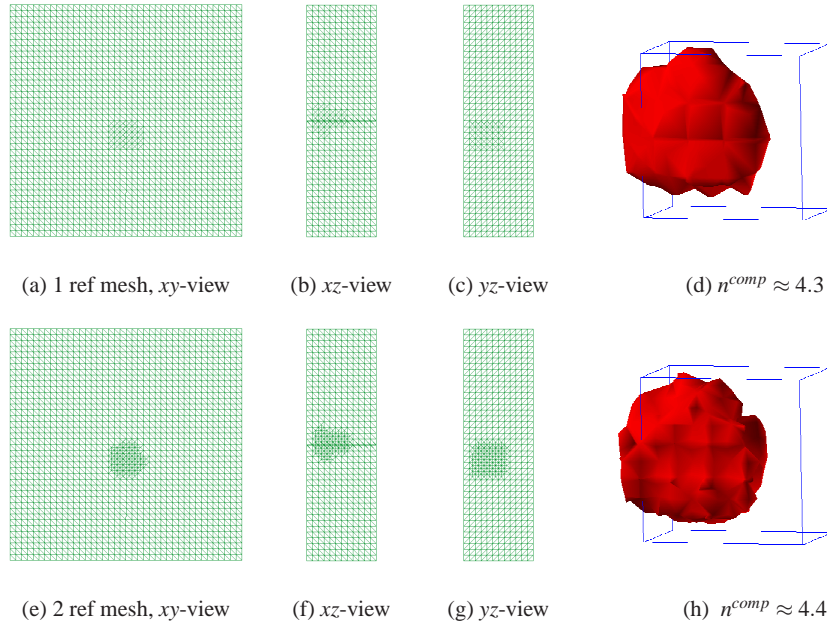 (a) 1 ref mesh, xy-view (b) xz-view (c) yz-view (d) n^comp ≈ 4.3
(e) 2 ref mesh, xy-view (f) xz-view (g) yz-view (h) n^comp ≈ 4.4